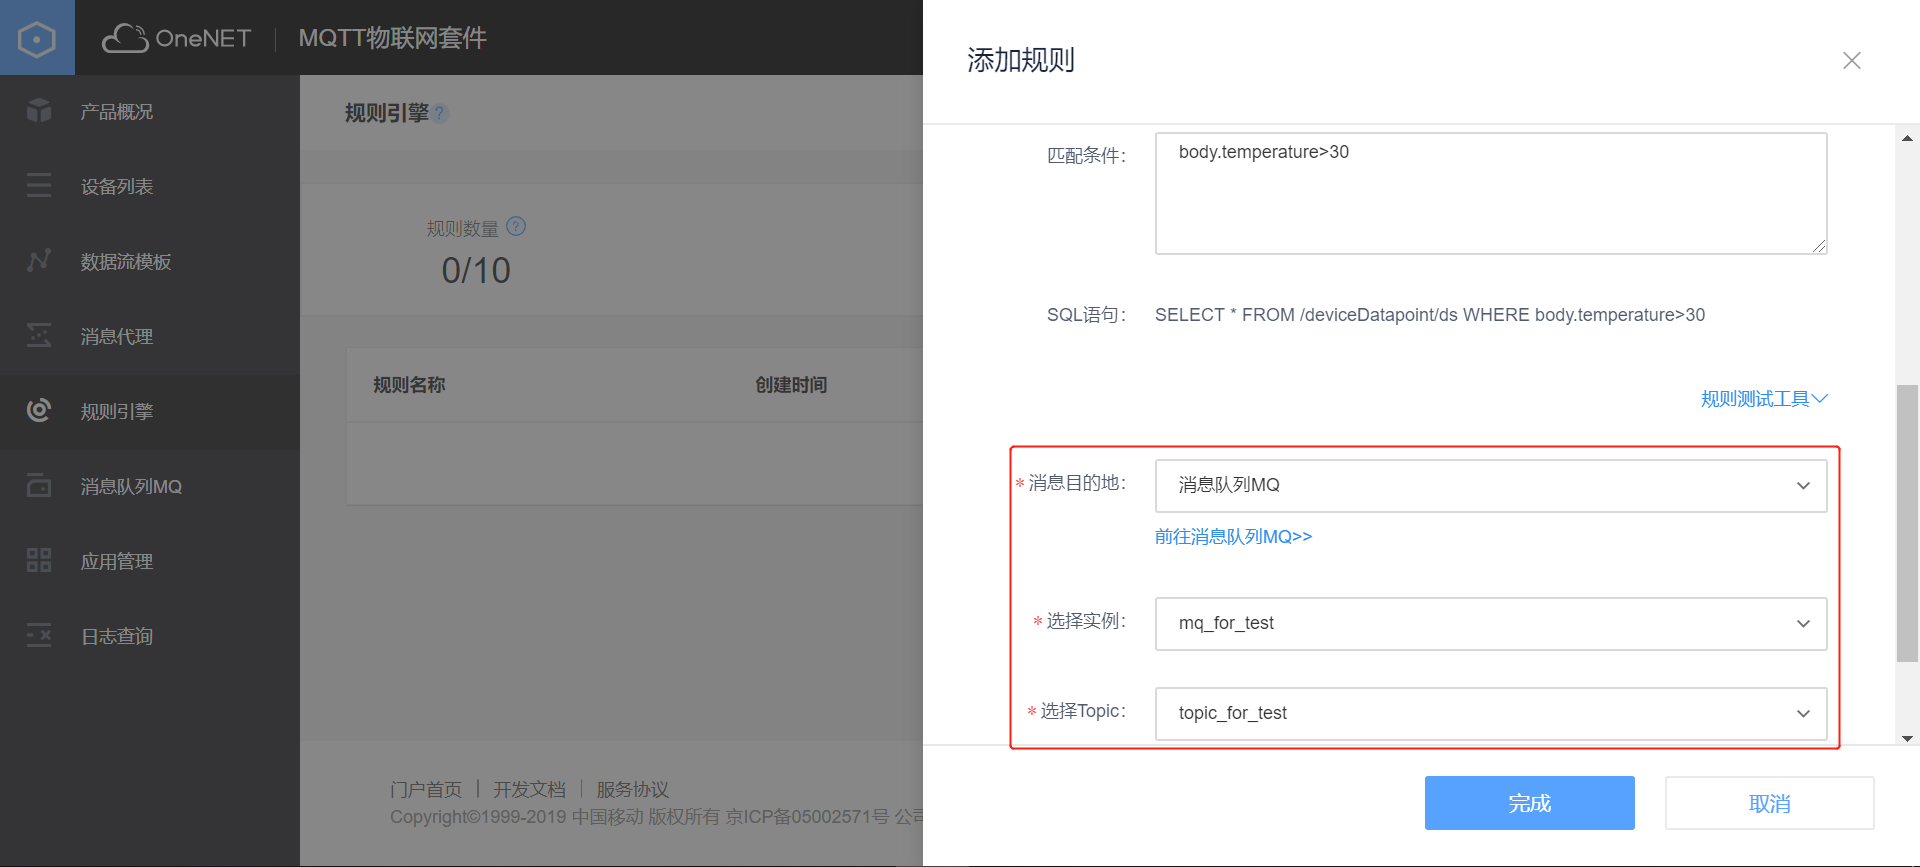 OneNET
MQTT物联网套件
产品概况
设备列表
数据流模板
消息代理
规则引擎
消息队列MQ
应用管理
日志查询
规则引擎?
规则数量 ?
0/10
规则名称 创建时间
门户首页 | 开发文档 | 服务协议
Copyright©1999-2019 中国移动 版权所有 京ICP备05002571号 公司
添加规则
匹配条件: body.temperature>30
SQL语句: SELECT * FROM /deviceDatapoint/ds WHERE body.temperature>30
规则测试工具
* 消息目的地: 消息队列MQ
前往消息队列MQ>>
* 选择实例: mq_for_test
* 选择Topic: topic_for_test
完成 取消